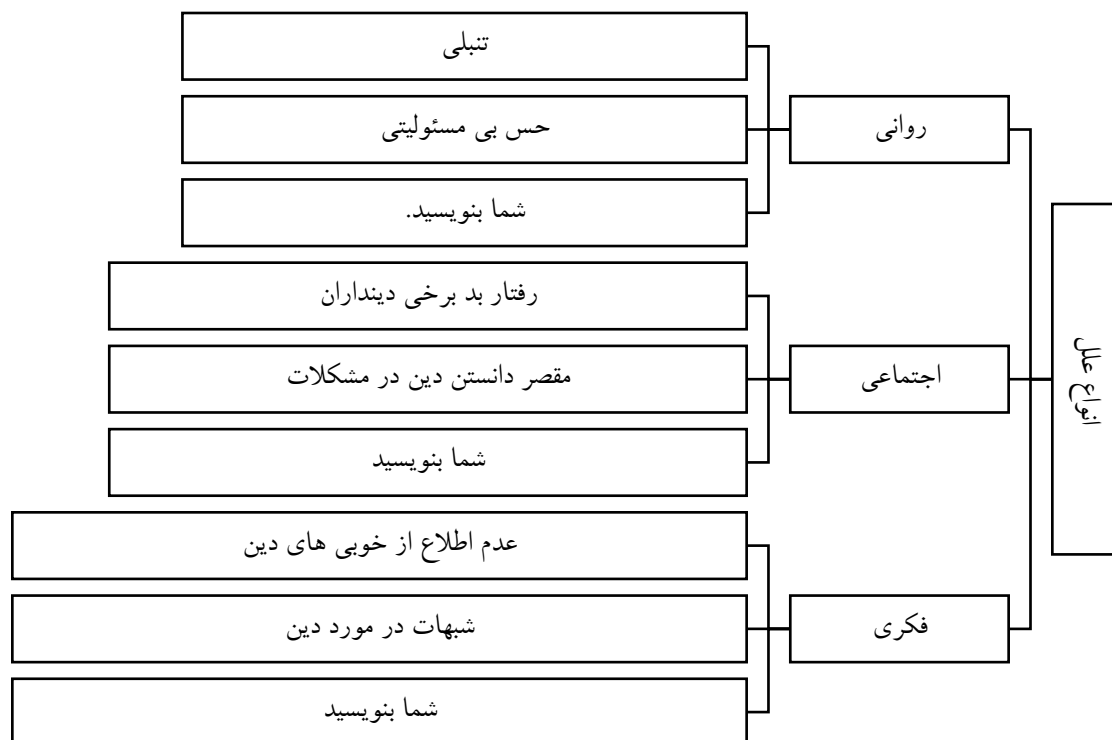 انواع علل
روانی
تنبلی
حس بی مسئولیتی
شما بنویسید.
اجتماعی
رفتار بد برخی دینداران
مقصر دانستن دین در مشکلات
شما بنویسید
فکری
عدم اطلاع از خوبی های دین
شبهات در مورد دین
شما بنویسید